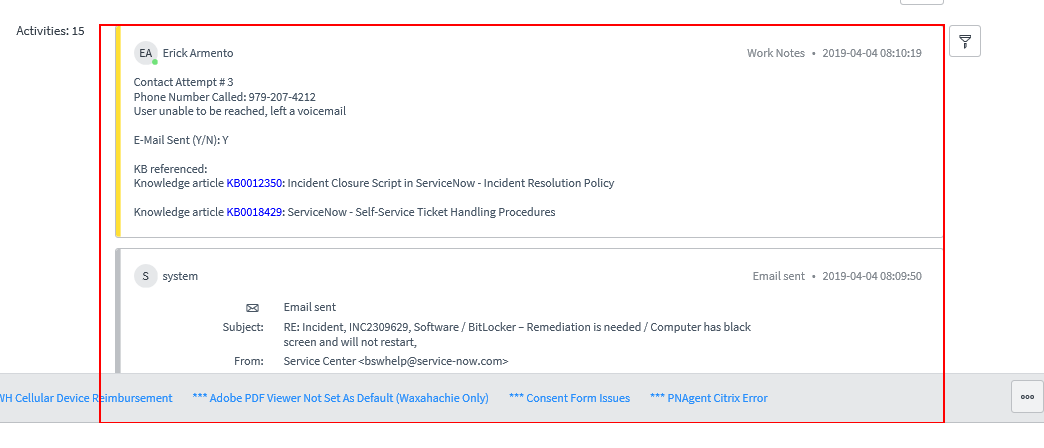 Activities: 15
EA Erick Armento Work Notes • 2019-04-04 08:10:19
Contact Attempt # 3
Phone Number Called: 979-207-4212
User unable to be reached, left a voicemail
E-Mail Sent (Y/N): Y
KB referenced:
Knowledge article KB0012350: Incident Closure Script in ServiceNow - Incident Resolution Policy
Knowledge article KB0018429: ServiceNow - Self-Service Ticket Handling Procedures
S system Email sent • 2019-04-04 08:09:50
Email sent
Subject: RE: Incident, INC2309629, Software / BitLocker – Remediation is needed / Computer has black
screen and will not restart,
From: Service Center <bswhelp@service-now.com>
WH Cellular Device Reimbursement *** Adobe PDF Viewer Not Set As Default (Waxahachie Only) *** Consent Form Issues *** PNAgent Citrix Error